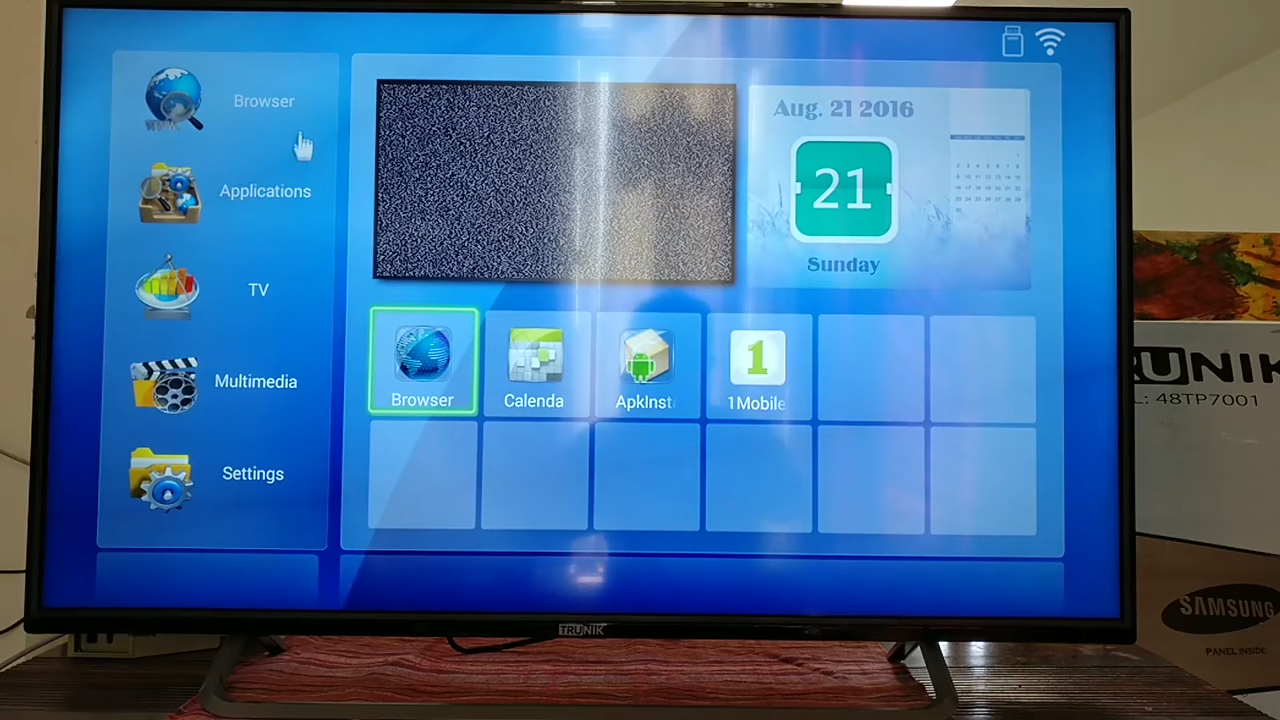 Browser
Applications
TV
Multimedia
Settings
Aug. 21 2016
21
Sunday
Browser
Calenda
ApkInst
1
1Mobile
TRUNIK
RUNIK
L: 48TP7001
SAMSUNG
PANEL INSIDE